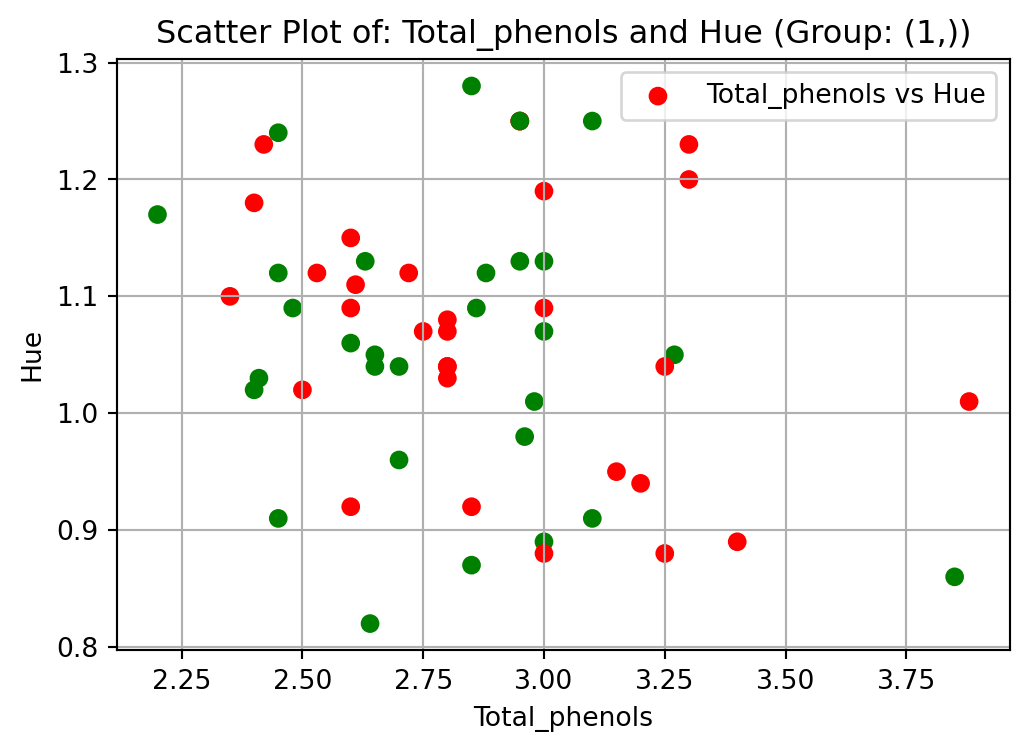 Scatter Plot of: Total_phenols and Hue (Group: (1,))
Total_phenols vs Hue
Hue
1.3
1.2
1.1
1.0
0.9
0.8
2.25 2.50 2.75 3.00 3.25 3.50 3.75
Total_phenols